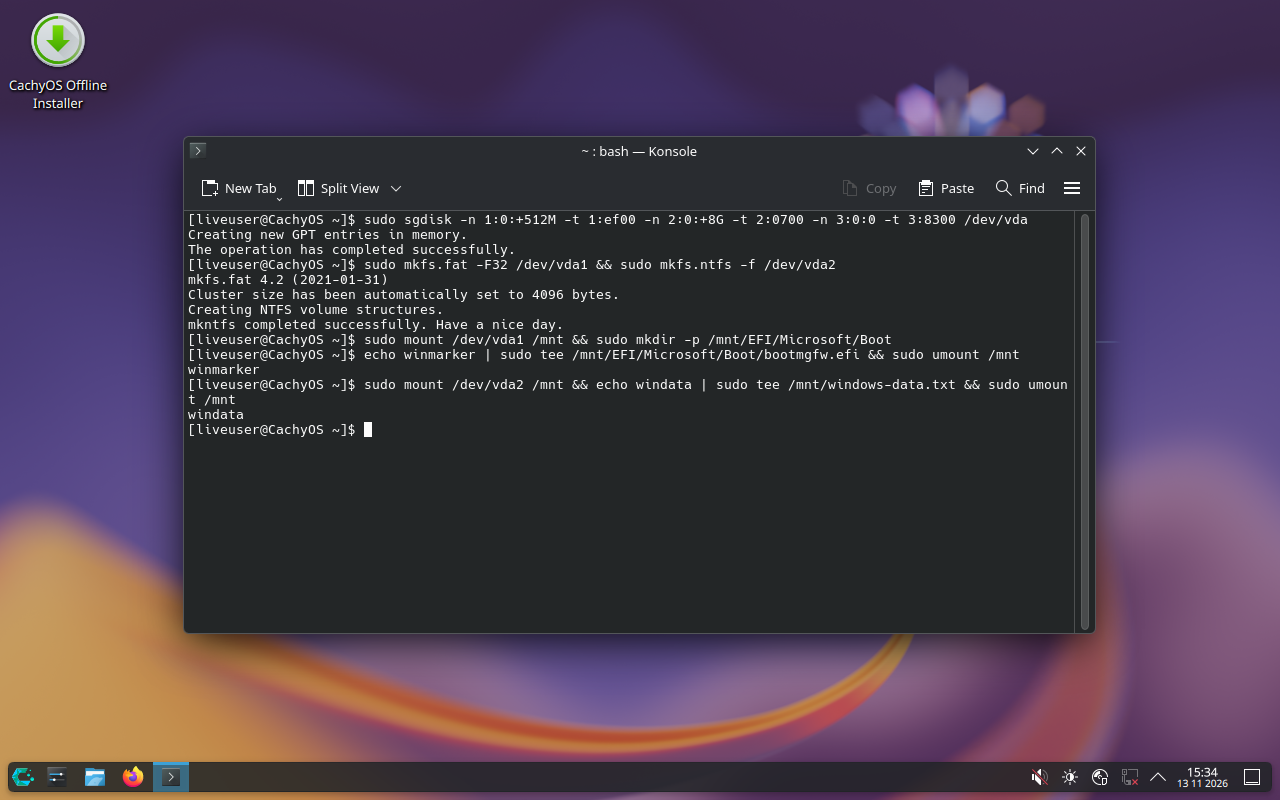 CachyOS Offline
Installer
~ : bash — Konsole
New Tab
Split View
Copy
Paste
Find
[liveuser@CachyOS ~]$ sudo sgdisk -n 1:0:+512M -t 1:ef00 -n 2:0:+8G -t 2:0700 -n 3:0:0 -t 3:8300 /dev/vda
Creating new GPT entries in memory.
The operation has completed successfully.
[liveuser@CachyOS ~]$ sudo mkfs.fat -F32 /dev/vda1 && sudo mkfs.ntfs -f /dev/vda2
mkfs.fat 4.2 (2021-01-31)
Cluster size has been automatically set to 4096 bytes.
Creating NTFS volume structures.
mkntfs completed successfully. Have a nice day.
[liveuser@CachyOS ~]$ sudo mount /dev/vda1 /mnt && sudo mkdir -p /mnt/EFI/Microsoft/Boot
[liveuser@CachyOS ~]$ echo winmarker | sudo tee /mnt/EFI/Microsoft/Boot/bootmgfw.efi && sudo umount /mnt
winmarker
[liveuser@CachyOS ~]$ sudo mount /dev/vda2 /mnt && echo windata | sudo tee /mnt/windows-data.txt && sudo umoun
t /mnt
windata
[liveuser@CachyOS ~]$
15:34
13 11 2026